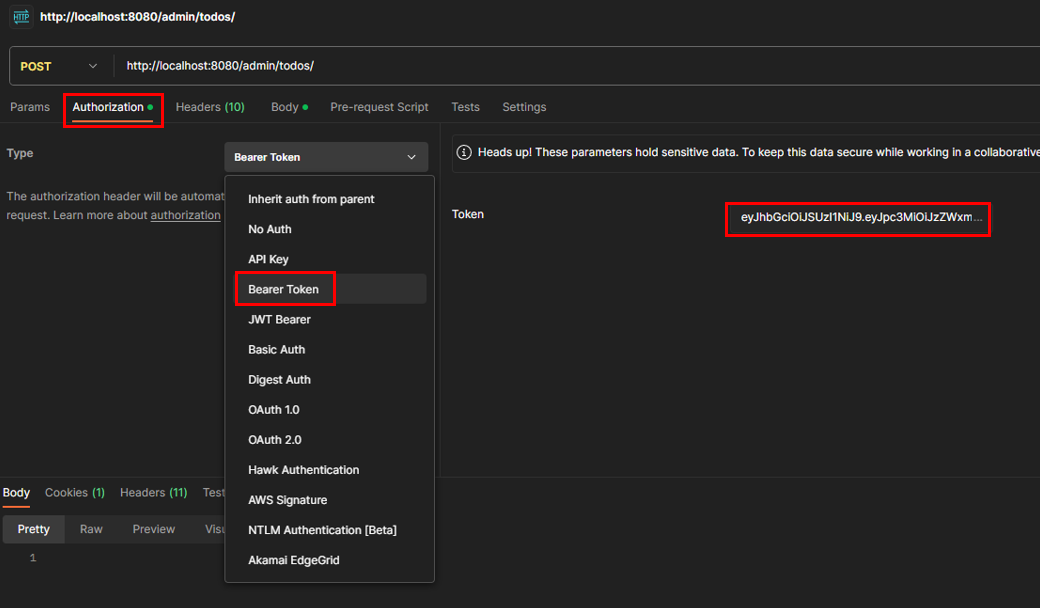 HTTP http://localhost:8080/admin/todos/
POST http://localhost:8080/admin/todos/
Params Authorization Headers (10) Body Pre-request Script Tests Settings
Type
Bearer Token
The authorization header will be automat
request. Learn more about authorization
Inherit auth from parent
No Auth
API Key
Bearer Token
JWT Bearer
Basic Auth
Digest Auth
OAuth 1.0
OAuth 2.0
Hawk Authentication
AWS Signature
NTLM Authentication [Beta]
Akamai EdgeGrid
Heads up! These parameters hold sensitive data. To keep this data secure while working in a collaborative
Token
eyJhbGciOiJSUzI1NiJ9.eyJpc3MiOiJzZWxm...
Body Cookies (1) Headers (11) Test
Pretty Raw Preview Visu
1